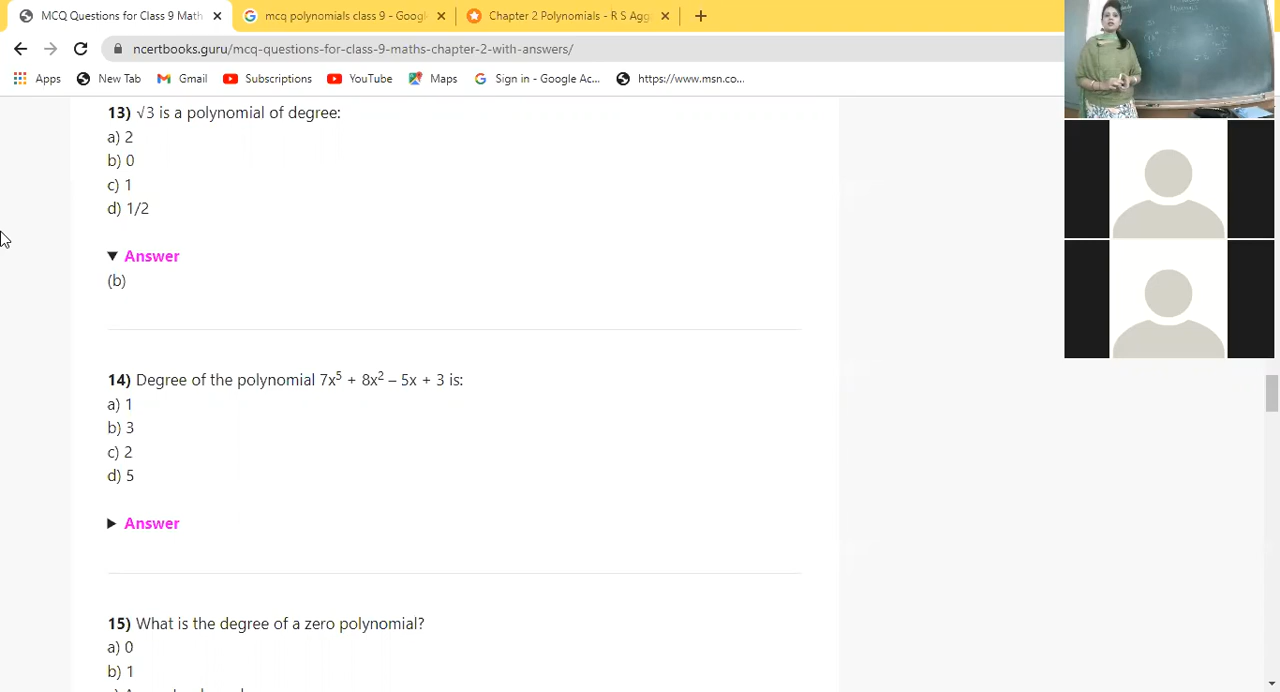 MCQ Questions for Class 9 Math
mcq polynomials class 9 - Googl
Chapter 2 Polynomials - R S Agg
ncertbooks.guru/mcq-questions-for-class-9-maths-chapter-2-with-answers/
Apps New Tab Gmail Subscriptions YouTube Maps Sign in - Google Ac... https://www.msn.co...
13) √3 is a polynomial of degree:
a) 2
b) 0
c) 1
d) 1/2
Answer
(b)
14) Degree of the polynomial 7x⁵ + 8x² – 5x + 3 is:
a) 1
b) 3
c) 2
d) 5
Answer
15) What is the degree of a zero polynomial?
a) 0
b) 1